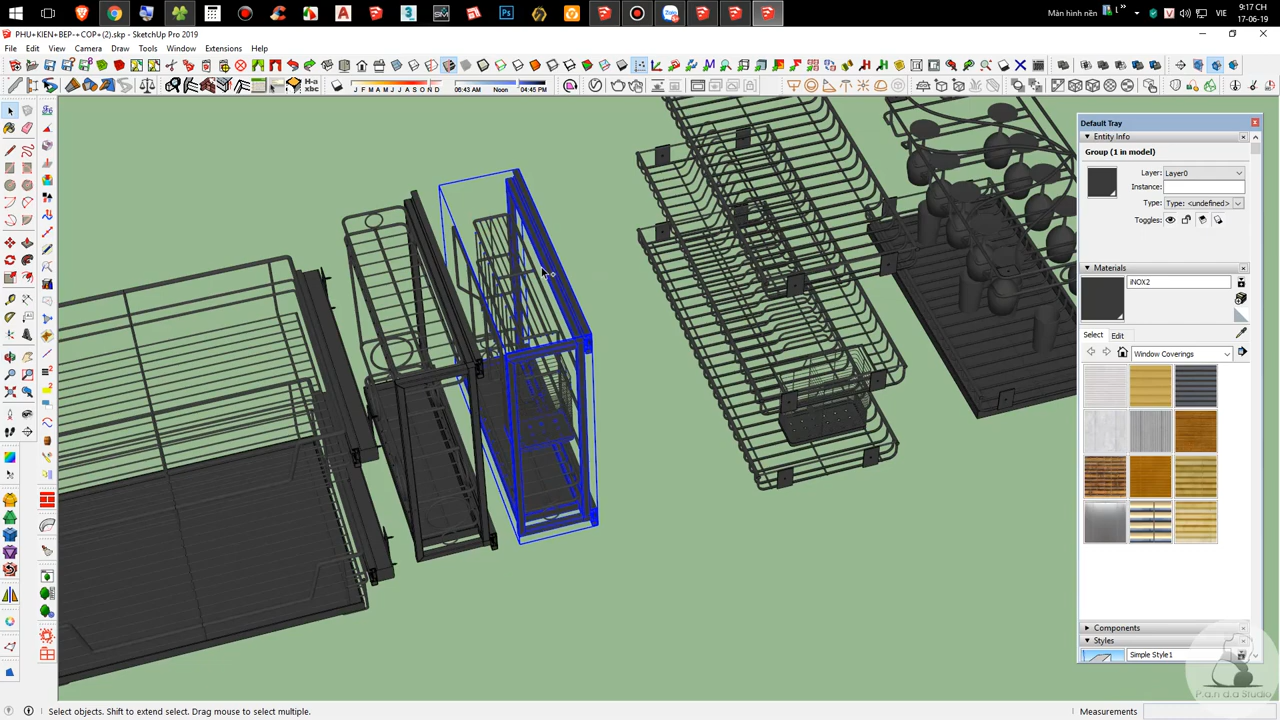 Màn hình nền
VIE
9:17 CH
17-06-19
PHU+KIEN+BEP-+COP+(2).skp - SketchUp Pro 2019
File Edit View Camera Draw Tools Window Extensions Help
J F M A M J J A S O N D
06:43 AM Noon 04:45 PM
Default Tray
Entity Info
Group (1 in model)
Layer: Layer0
Instance:
Type: Type: <undefined>
Toggles:
Materials
iNOX2
Select Edit
Window Coverings
Components
Styles
Simple Style1
P.a.n.d.a Studio
Select objects. Shift to extend select. Drag mouse to select multiple.
Measurements